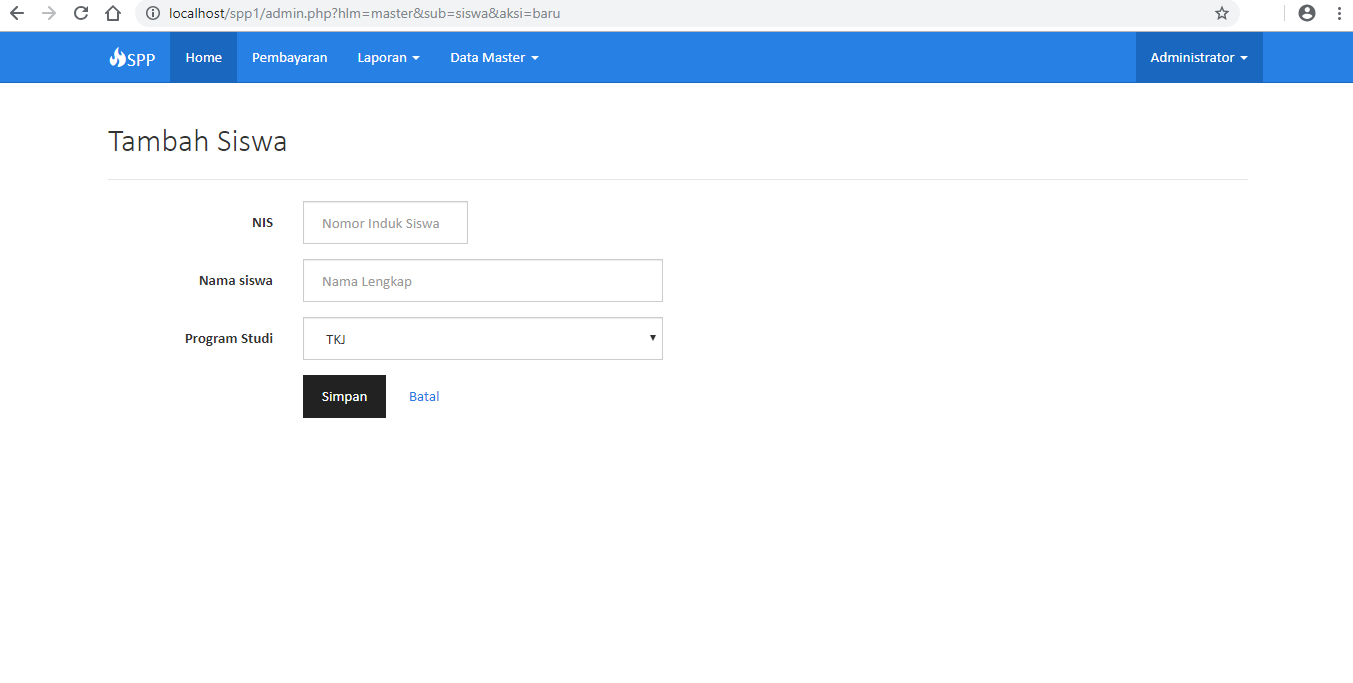 localhost/spp1/admin.php?hlm=master&sub=siswa&aksi=baru
SPP Home Pembayaran Laporan Data Master Administrator
Tambah Siswa
NIS Nomor Induk Siswa
Nama siswa Nama Lengkap
Program Studi TKJ
Simpan Batal